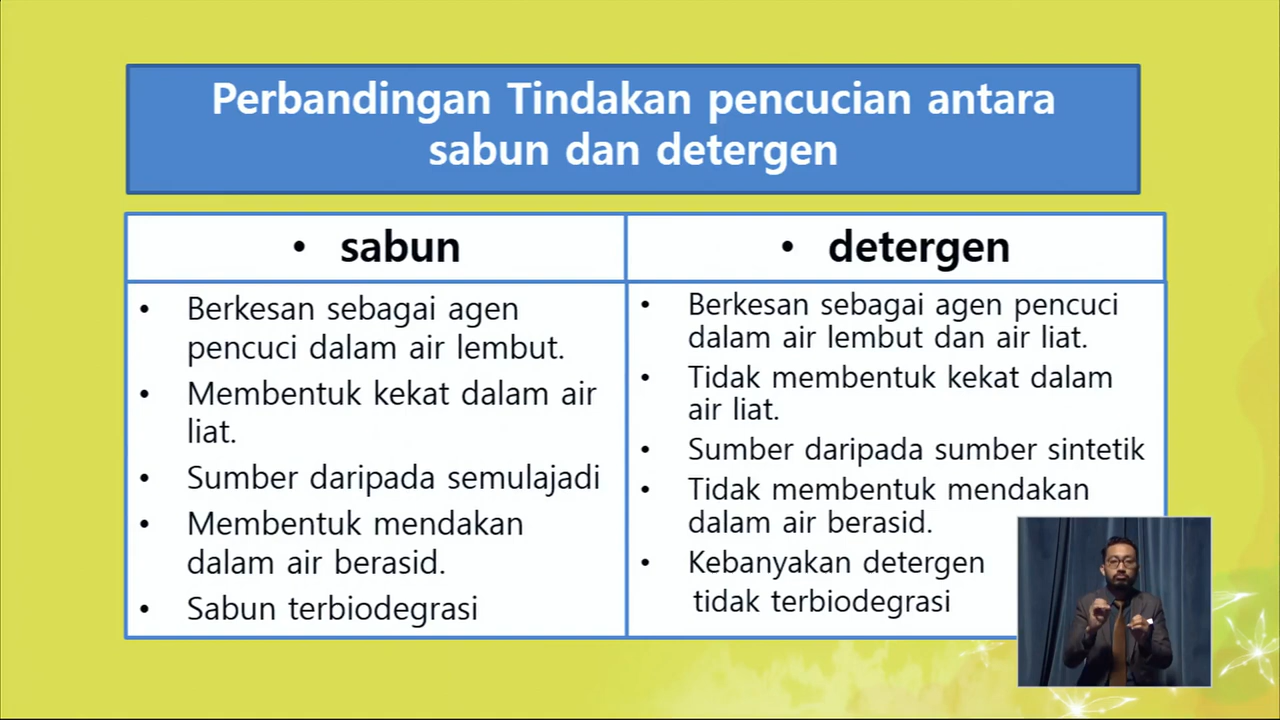 Perbandingan Tindakan pencucian antara
sabun dan detergen
• sabun
• detergen
• Berkesan sebagai agen
pencuci dalam air lembut.
• Membentuk kekat dalam air
liat.
• Sumber daripada semulajadi
• Membentuk mendakan
dalam air berasid.
• Sabun terbiodegrasi
• Berkesan sebagai agen pencuci
dalam air lembut dan air liat.
• Tidak membentuk kekat dalam
air liat.
• Sumber daripada sumber sintetik
• Tidak membentuk mendakan
dalam air berasid.
• Kebanyakan detergen
tidak terbiodegrasi